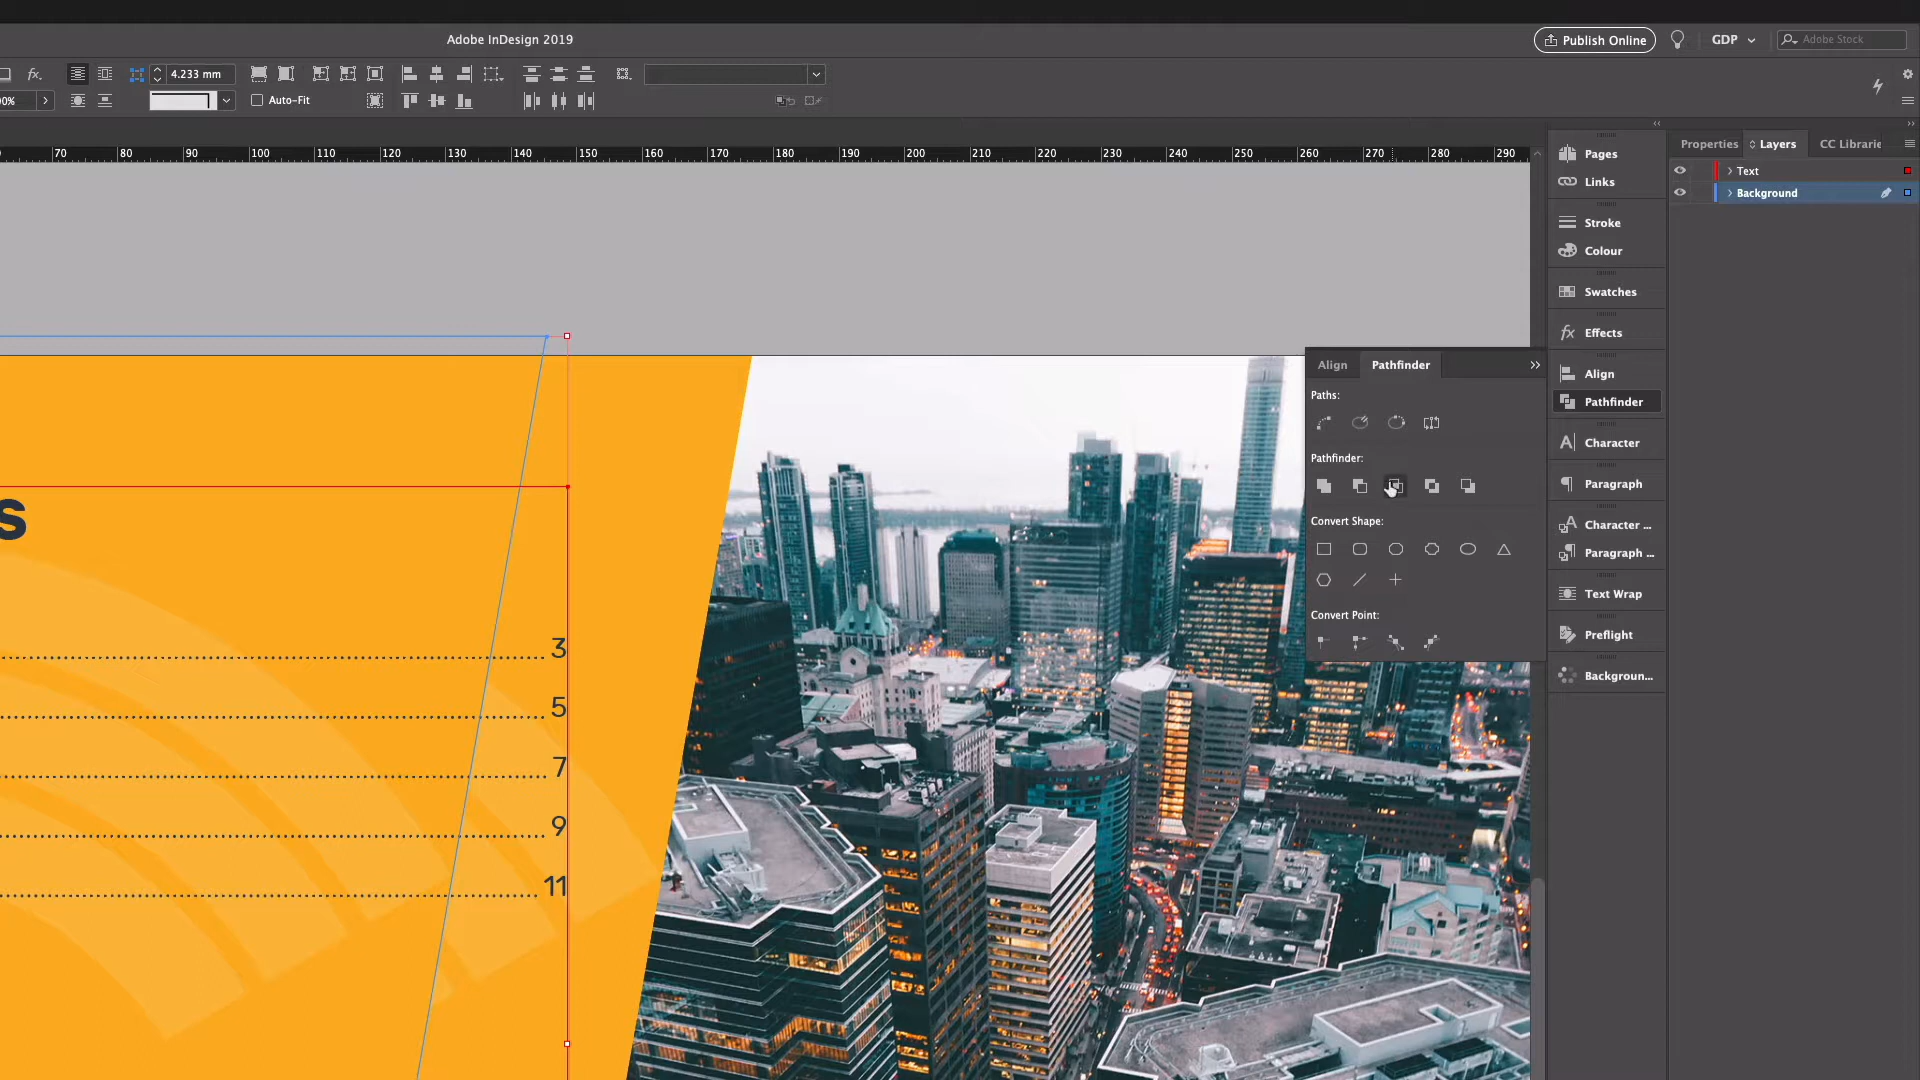 Adobe InDesign 2019
Publish Online
GDP
Adobe Stock
fx.
4.233 mm
00%
Auto-Fit
70 80 90 100 110 120 130 140 150 160 170 180 190 200 210 220 230 240 250 260 270 280 290
Pages
Links
Stroke
Colour
Swatches
fx Effects
Align
Pathfinder
Character
Paragraph
Character ...
Paragraph ...
Text Wrap
Preflight
Backgroun...
Properties
Layers
CC Librarie
Text
Background
Align
Pathfinder
Paths:
Pathfinder:
Convert Shape:
Convert Point:
s
3
5
7
9
11